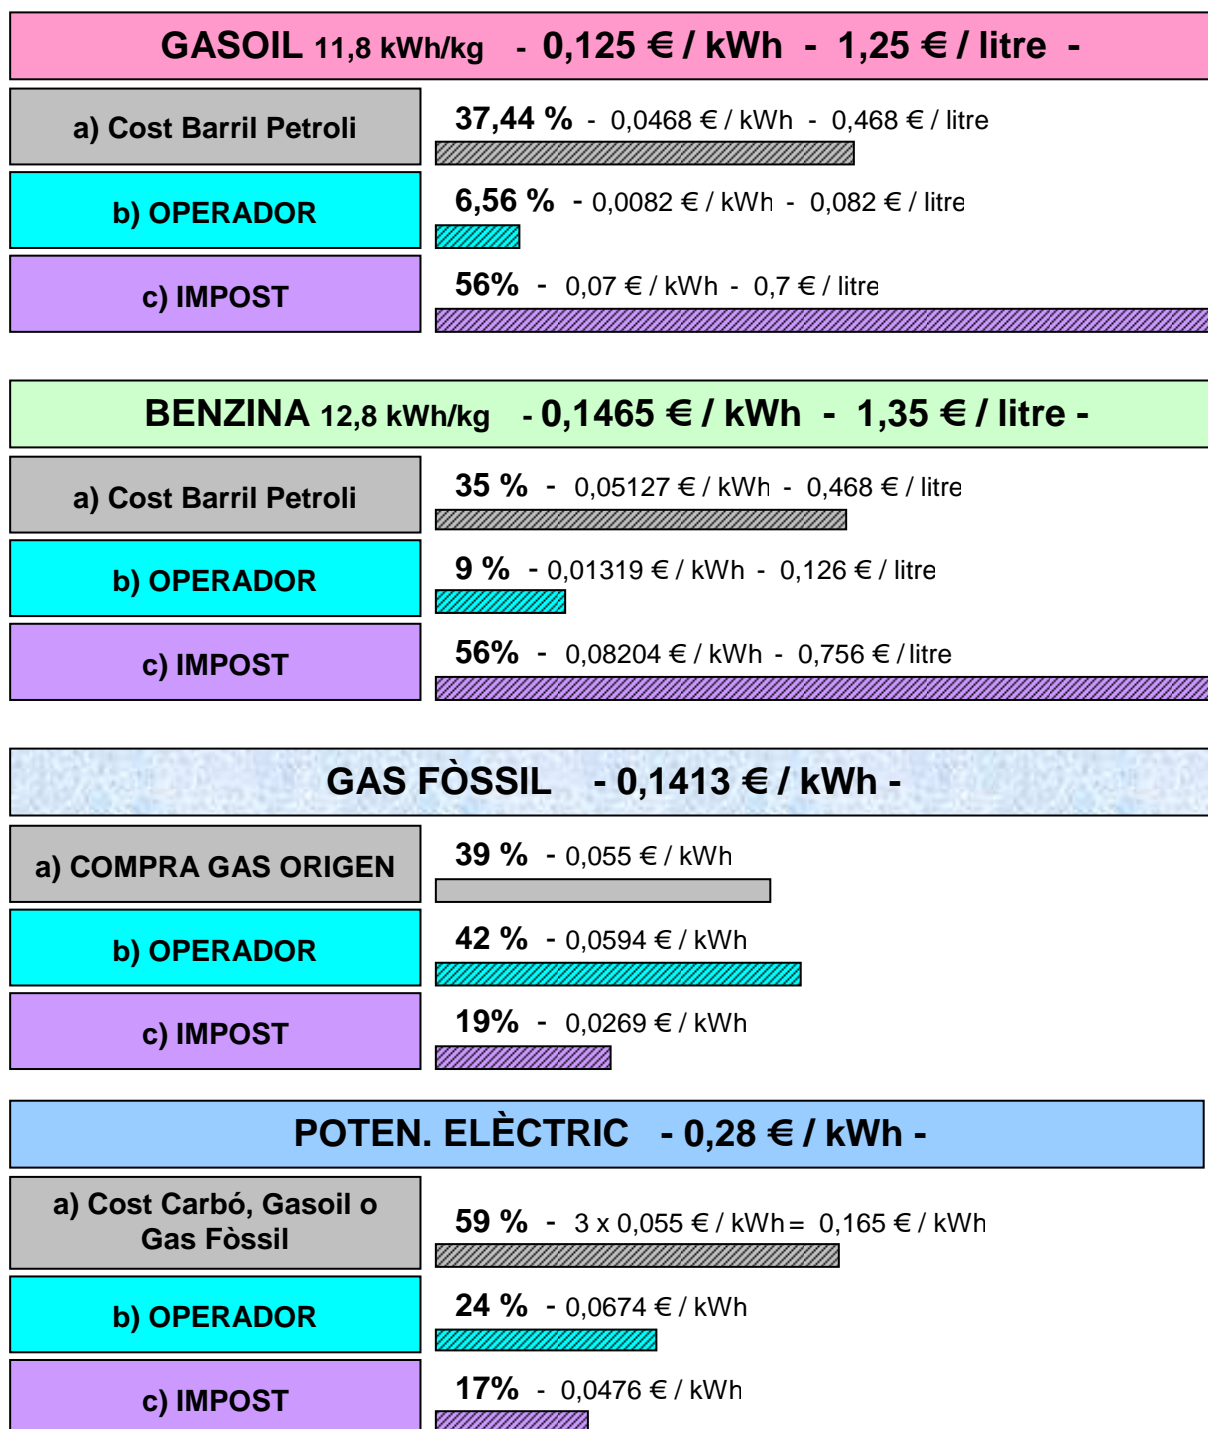 GASOIL 11,8 kWh/kg - 0,125 € / kWh - 1,25 € / litre -
a) Cost Barril Petroli
37,44 % - 0,0468 € / kWh - 0,468 € / litre
b) OPERADOR
6,56 % - 0,0082 € / kWh - 0,082 € / litre
c) IMPOST
56% - 0,07 € / kWh - 0,7 € / litre
BENZINA 12,8 kWh/kg - 0,1465 € / kWh - 1,35 € / litre -
a) Cost Barril Petroli
35 % - 0,05127 € / kWh - 0,468 € / litre
b) OPERADOR
9 % - 0,01319 € / kWh - 0,126 € / litre
c) IMPOST
56% - 0,08204 € / kWh - 0,756 € / litre
GAS FÒSSIL - 0,1413 € / kWh -
a) COMPRA GAS ORIGEN
39 % - 0,055 € / kWh
b) OPERADOR
42 % - 0,0594 € / kWh
c) IMPOST
19% - 0,0269 € / kWh
POTEN. ELÈCTRIC - 0,28 € / kWh -
a) Cost Carbó, Gasoil o
Gas Fòssil
59 % - 3 x 0,055 € / kWh = 0,165 € / kWh
b) OPERADOR
24 % - 0,0674 € / kWh
c) IMPOST
17% - 0,0476 € / kWh